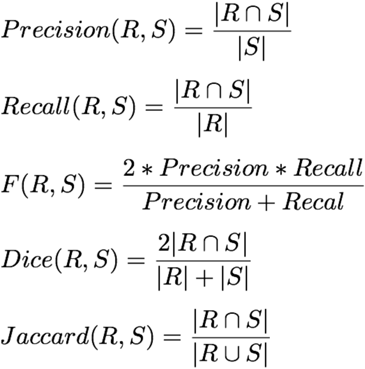 Precision(R, S) = |R ∩ S| / |S|
Recall(R, S) = |R ∩ S| / |R|
F(R, S) = 2 * Precision * Recall / Precision + Recal
Dice(R, S) = 2|R ∩ S| / |R| + |S|
Jaccard(R, S) = |R ∩ S| / |R ∪ S|